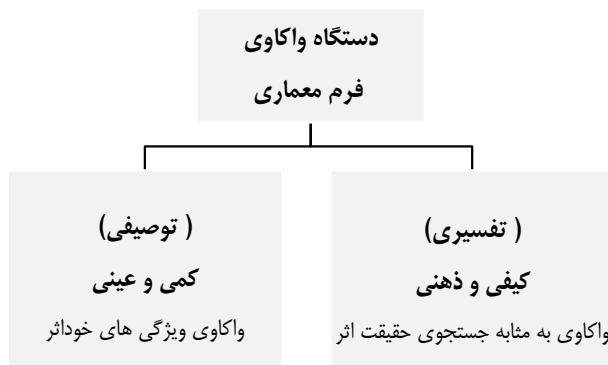 دستگاه واکاوی
فرم معماری
( تفسیری)
کیفی و ذهنی
واکاوی به مثابه جستجوی حقیقت اثر
( توصیفی)
کمی و عینی
واکاوی ویژگی های خوداثر